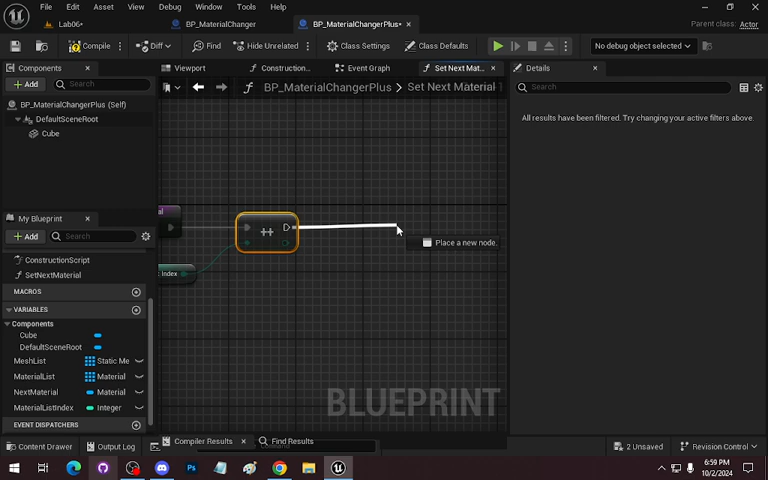 File Edit Asset View Debug Window Tools Help
Lab06• BP_MaterialChanger BP_MaterialChangerPlus• Parent class: Actor
Compile Diff Find Hide Unrelated Class Settings Class Defaults No debug object selected
Components Viewport Construction... Event Graph Set Next Mat... Details
Add Search BP_MaterialChangerPlus > Set Next Material Search
BP_MaterialChangerPlus (Self) All results have been filtered. Try changing your active filters above.
DefaultSceneRoot
Cube
My Blueprint
Add Search
al
++
Place a new node.
ConstructionScript
Index
SetNextMaterial
MACROS
VARIABLES
Components
Cube
DefaultSceneRoot
MeshList Static Me
MaterialList Material
NextMaterial Material
MaterialListIndex Integer
BLUEPRINT
EVENT DISPATCHERS
Content Drawer Output Log Compiler Results Find Results 2 Unsaved Revision Control
6:59 PM
10/2/2024